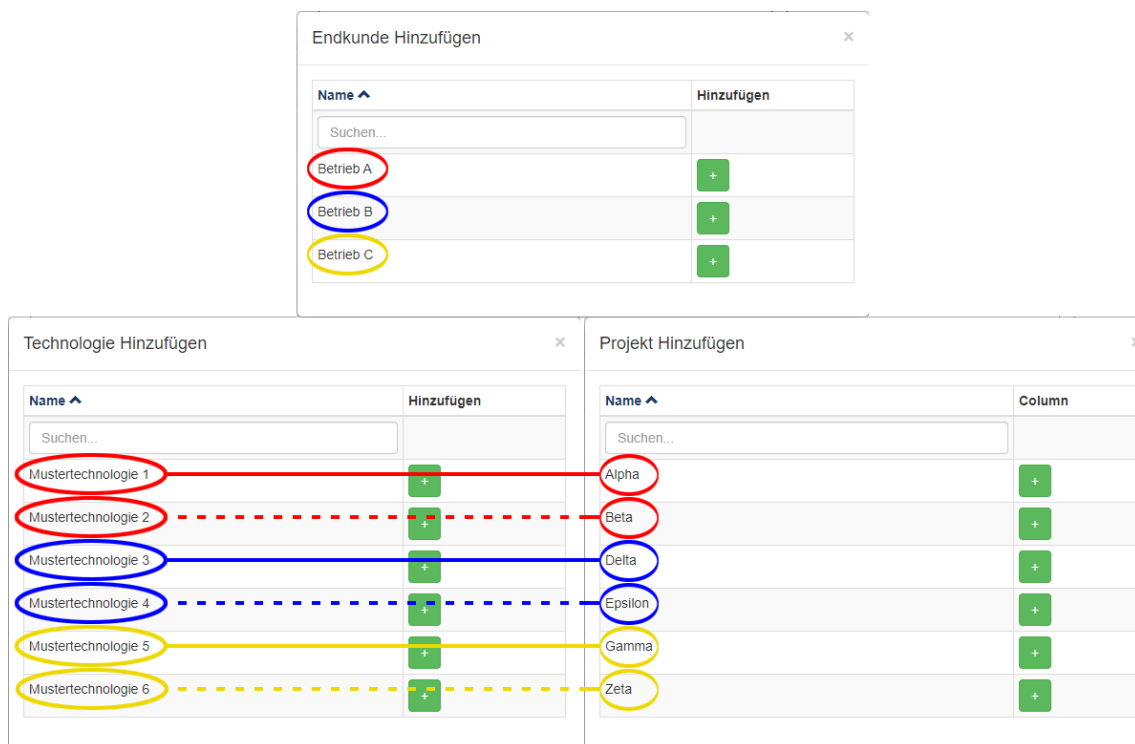 Endkunde Hinzufügen ×
Name Hinzufügen
Suchen...
Betrieb A +
Betrieb B +
Betrieb C +
Technologie Hinzufügen ×
Name Hinzufügen
Suchen...
Mustertechnologie 1 +
Mustertechnologie 2 +
Mustertechnologie 3 +
Mustertechnologie 4 +
Mustertechnologie 5 +
Mustertechnologie 6 +
Projekt Hinzufügen ×
Name Column
Suchen...
Alpha +
Beta +
Delta +
Epsilon +
Gamma +
Zeta +